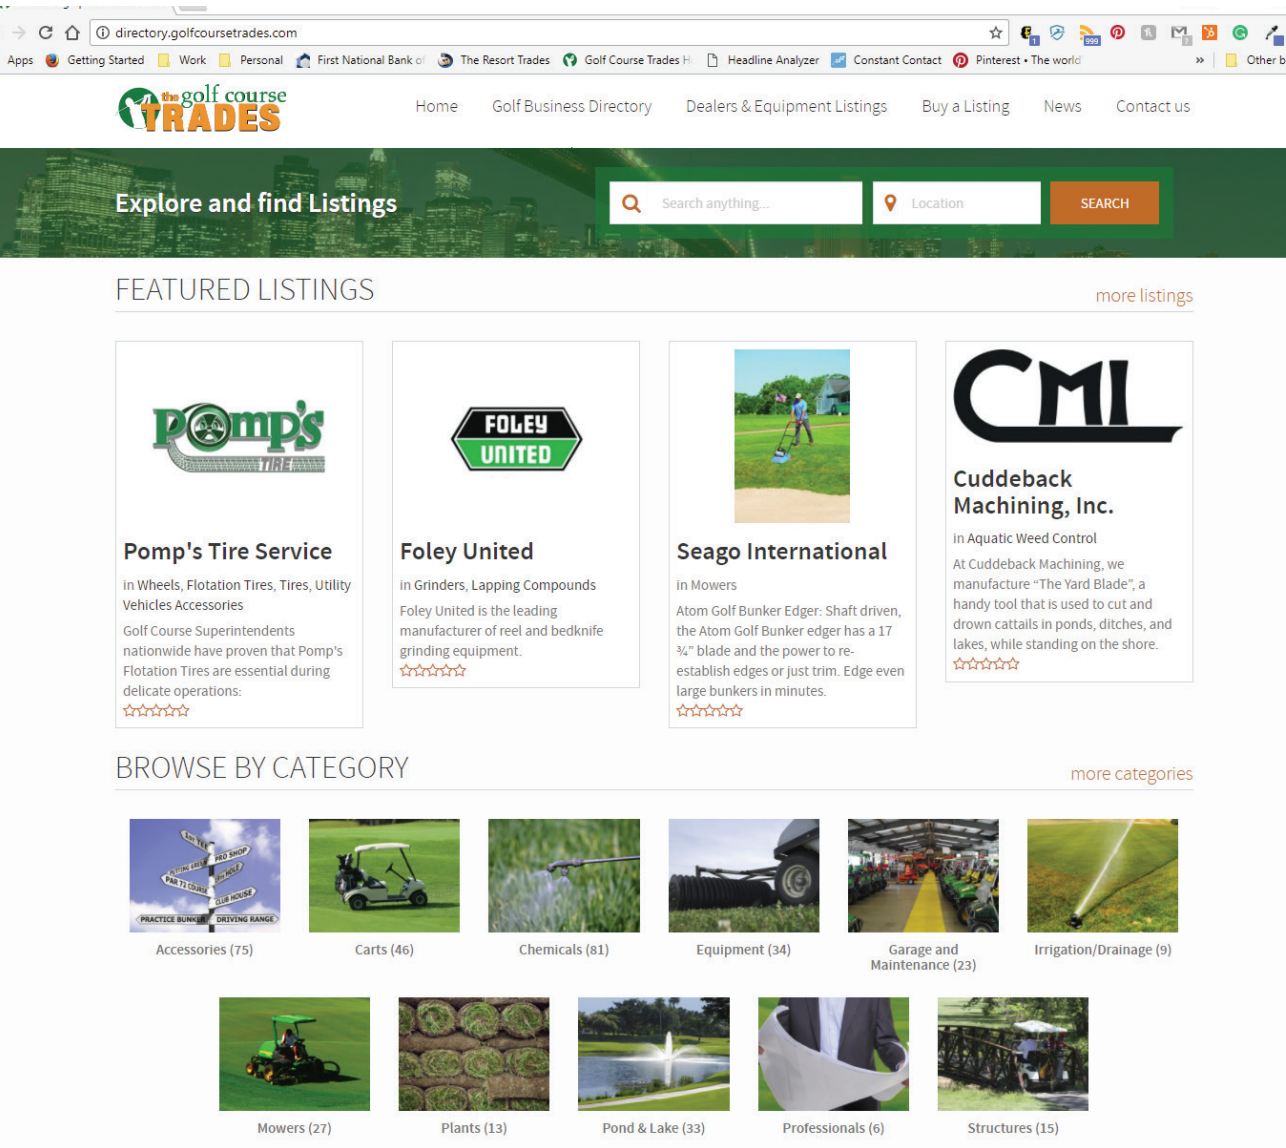 directory.golfcoursetrades.com
1
999
?
Apps Getting Started Work Personal First National Bank of The Resort Trades Golf Course Trades H Headline Analyzer Constant Contact Pinterest • The world » Other b
the golf course
TRADES
Home Golf Business Directory Dealers & Equipment Listings Buy a Listing News Contact us
Explore and find Listings
Search anything...
Location
SEARCH
FEATURED LISTINGS
more listings
Pomp's
TIRE
Pomp's Tire Service
in Wheels, Flotation Tires, Tires, Utility
Vehicles Accessories
Golf Course Superintendents
nationwide have proven that Pomp's
Flotation Tires are essential during
delicate operations:
FOLEY
UNITED
Foley United
in Grinders, Lapping Compounds
Foley United is the leading
manufacturer of reel and bedknife
grinding equipment.
Seago International
in Mowers
Atom Golf Bunker Edger: Shaft driven,
the Atom Golf Bunker edger has a 17
¾" blade and the power to re-
establish edges or just trim. Edge even
large bunkers in minutes.
CMI
Cuddeback
Machining, Inc.
in Aquatic Weed Control
At Cuddeback Machining, we
manufacture “The Yard Blade”, a
handy tool that is used to cut and
drown cattails in ponds, ditches, and
lakes, while standing on the shore.
BROWSE BY CATEGORY
more categories
1ST TEE
PRO SHOP
PUTTING GREEN
18TH HOLE
PAR 72 COURSE
CLUB HOUSE
PRACTICE BUNKER
DRIVING RANGE
Accessories (75)
Carts (46)
Chemicals (81)
Equipment (34)
Garage and
Maintenance (23)
Irrigation/Drainage (9)
Mowers (27)
Plants (13)
Pond & Lake (33)
Professionals (6)
Structures (15)